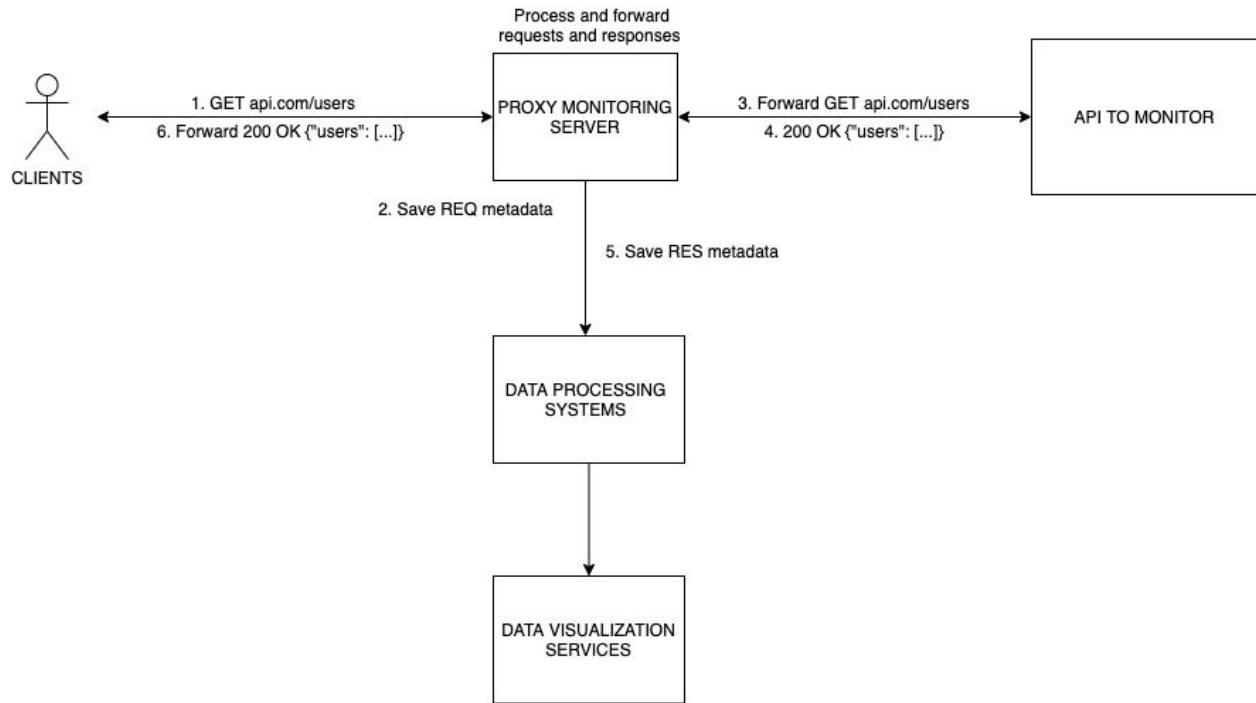 Process and forward
requests and responses
1. GET api.com/users
6. Forward 200 OK {"users": [...]}
CLIENTS
PROXY MONITORING
SERVER
3. Forward GET api.com/users
4. 200 OK {"users": [...]}
API TO MONITOR
2. Save REQ metadata
5. Save RES metadata
DATA PROCESSING
SYSTEMS
DATA VISUALIZATION
SERVICES